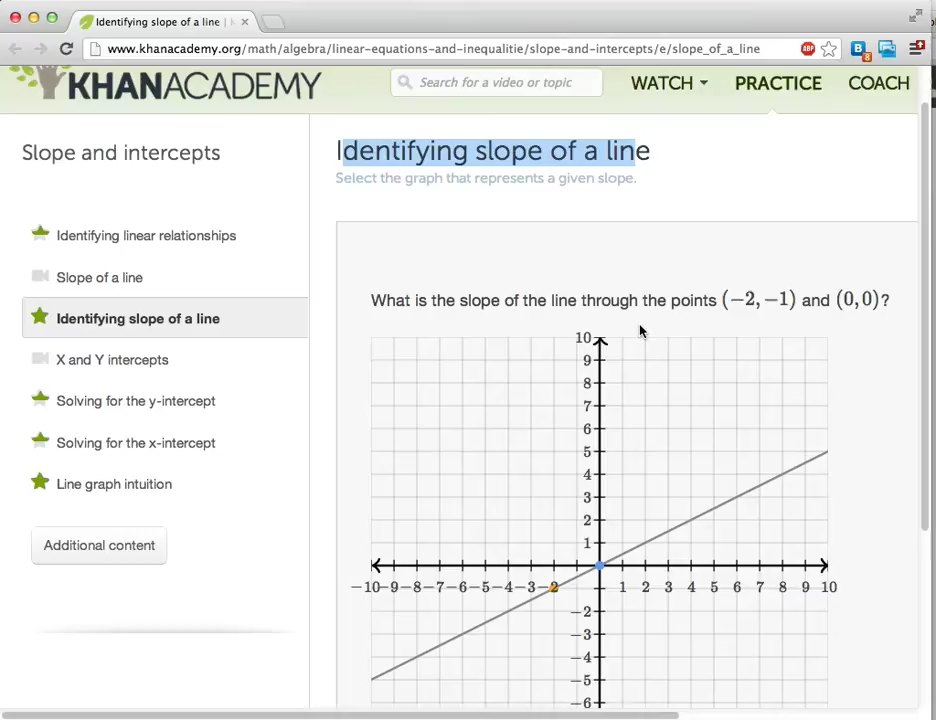 Identifying slope of a line |
www.khanacademy.org/math/algebra/linear-equations-and-inequalitie/slope-and-intercepts/e/slope_of_a_line
ABP
B
8
KHANACADEMY
Search for a video or topic
WATCH
PRACTICE
COACH
Slope and intercepts
Identifying linear relationships
Slope of a line
Identifying slope of a line
X and Y intercepts
Solving for the y-intercept
Solving for the x-intercept
Line graph intuition
Additional content
Identifying slope of a line
Select the graph that represents a given slope.
What is the slope of the line through the points (−2, −1) and (0, 0)?
10
9
8
7
6
5
4
3
2
1
−10 −9 −8 −7 −6 −5 −4 −3 −2 1 2 3 4 5 6 7 8 9 10
−2
−3
−4
−5
−6